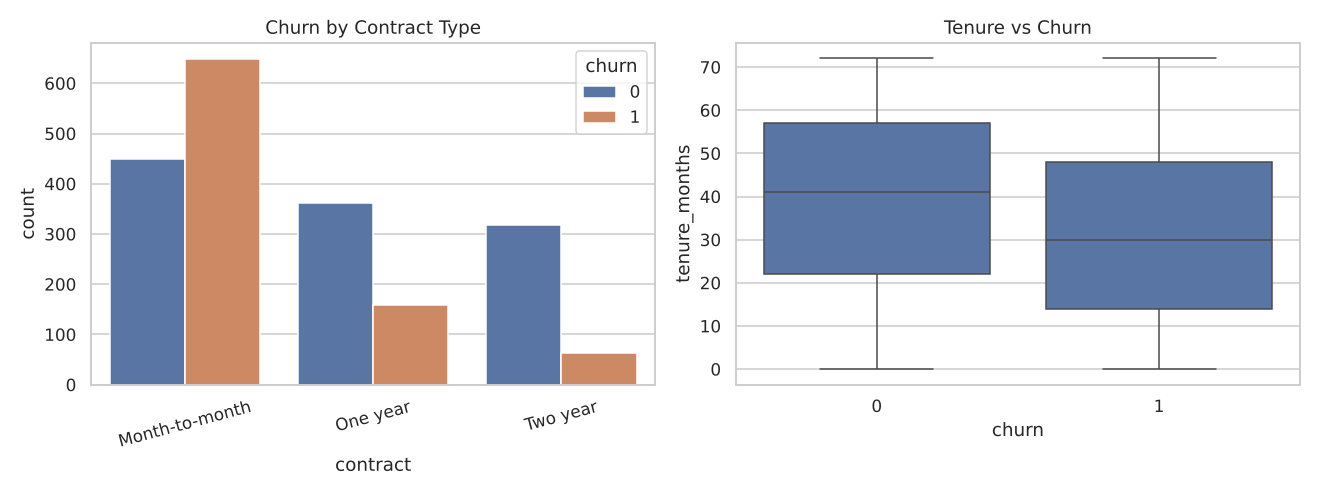 Churn by Contract Type
count
600
500
400
300
200
100
0
churn
0
1
Month-to-month
One year
Two year
contract
Tenure vs Churn
tenure_months
70
60
50
40
30
20
10
0
0
1
churn